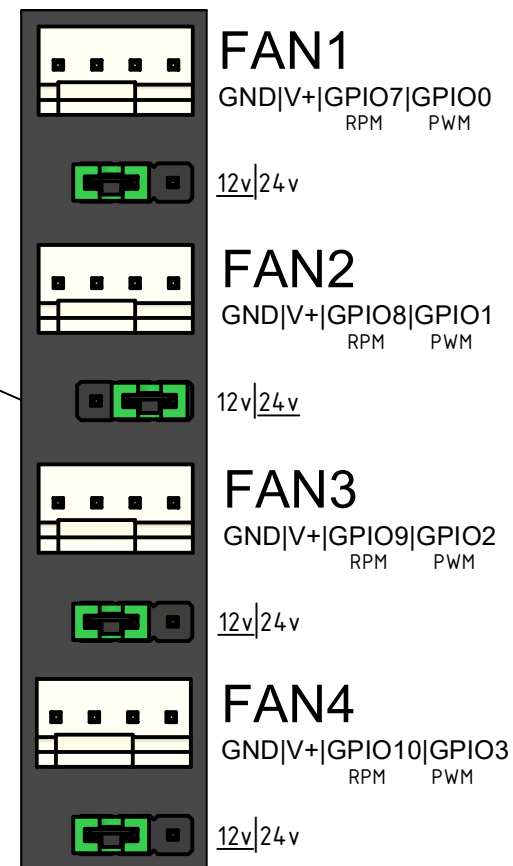 FAN1
GND|V+|GPIO7|GPIO0
RPM PWM
12v|24v
FAN2
GND|V+|GPIO8|GPIO1
RPM PWM
12v|24v
FAN3
GND|V+|GPIO9|GPIO2
RPM PWM
12v|24v
FAN4
GND|V+|GPIO10|GPIO3
RPM PWM
12v|24v